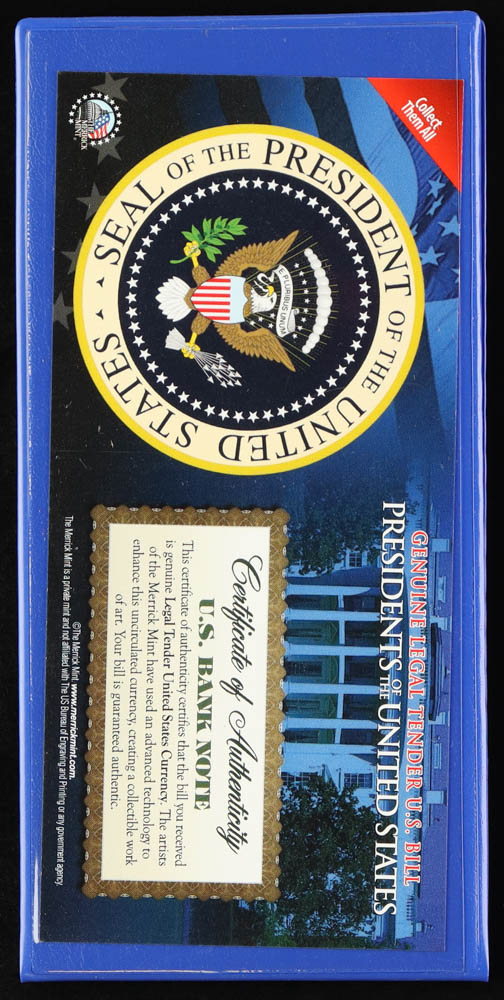 MERRICK
MINT
SEAL OF THE PRESIDENT OF THE UNITED STATES
E PLURIBUS UNUM
Collect
Them All
GENUINE LEGAL TENDER U.S. BILL
PRESIDENTS OF THE UNITED STATES
Certificate of Authenticity
U.S. BANK NOTE
This certificate of authenticity certifies that the bill you received
is genuine Legal Tender United States Currency. The artists
of the Merrick Mint have used an advanced technology to
enhance this uncirculated currency, creating a collectible work
of art. Your bill is guaranteed authentic.
©The Merrick Mint. www.merrickmint.com.
The Merrick Mint is a private mint and not affiliated with The US Bureau of Engraving and Printing or any government agency.